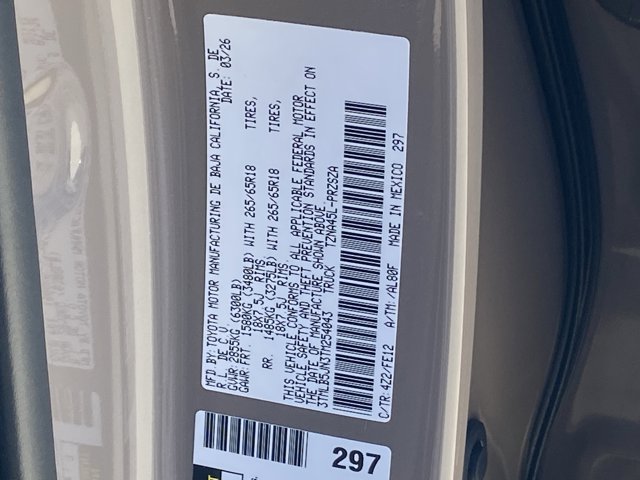 MFD.BY:TOYOTA MOTOR MANUFACTURING DE BAJA CALIFORNIA, S. DE
R.L. DE C.V. DATE: 03/26
GVWR:2855KG (6300LB)
GAWR:FRT. 1580KG (3480LB) WITH 265/65R18 TIRES,
18X7.5J RIMS
RR. 1485KG (3275LB) WITH 265/65R18 TIRES,
18X7.5J RIMS
THIS VEHICLE CONFORMS TO ALL APPLICABLE FEDERAL MOTOR
VEHICLE SAFETY AND THEFT PREVENTION STANDARDS IN EFFECT ON
THE DATE OF MANUFACTURE SHOWN ABOVE.
3TMLB5JN3TM254043 TRUCK TZNA45L-PRZSZA
C/TR:4Z2/FE12 A/TM:/AL80F MADE IN MEXICO 297
297